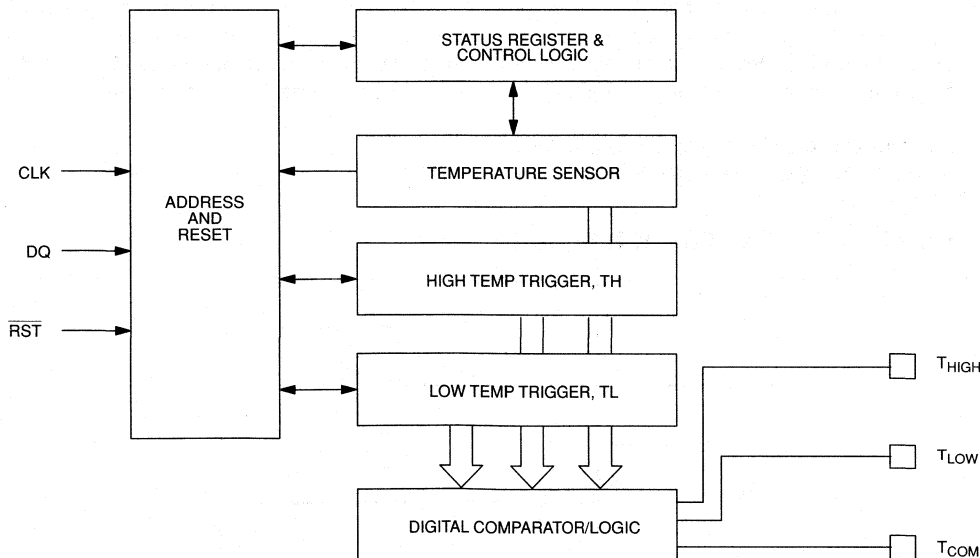 STATUS REGISTER &
CONTROL LOGIC
TEMPERATURE SENSOR
CLK
ADDRESS
AND
RESET
DQ
HIGH TEMP TRIGGER, TH
RST
LOW TEMP TRIGGER, TL
THIGH
TLOW
DIGITAL COMPARATOR/LOGIC
TCOM